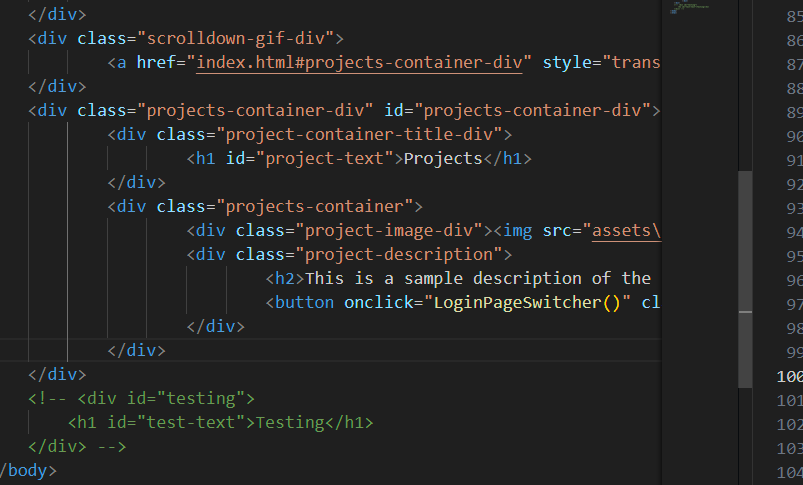 </div>
<div class="scrolldown-gif-div">
<a href="index.html#projects-container-div" style="trans
</div>
<div class="projects-container-div" id="projects-container-div">
<div class="project-container-title-div">
<h1 id="project-text">Projects</h1>
</div>
<div class="projects-container">
<div class="project-image-div"><img src="assets\
<div class="project-description">
<h2>This is a sample description of the
<button onclick="LoginPageSwitcher()" cl
</div>
</div>
</div>
<!-- <div id="testing">
<h1 id="test-text">Testing</h1>
</div> -->
/body>
85
86
87
88
89
90
91
92
93
94
95
96
97
98
99
100
101
102
103
104